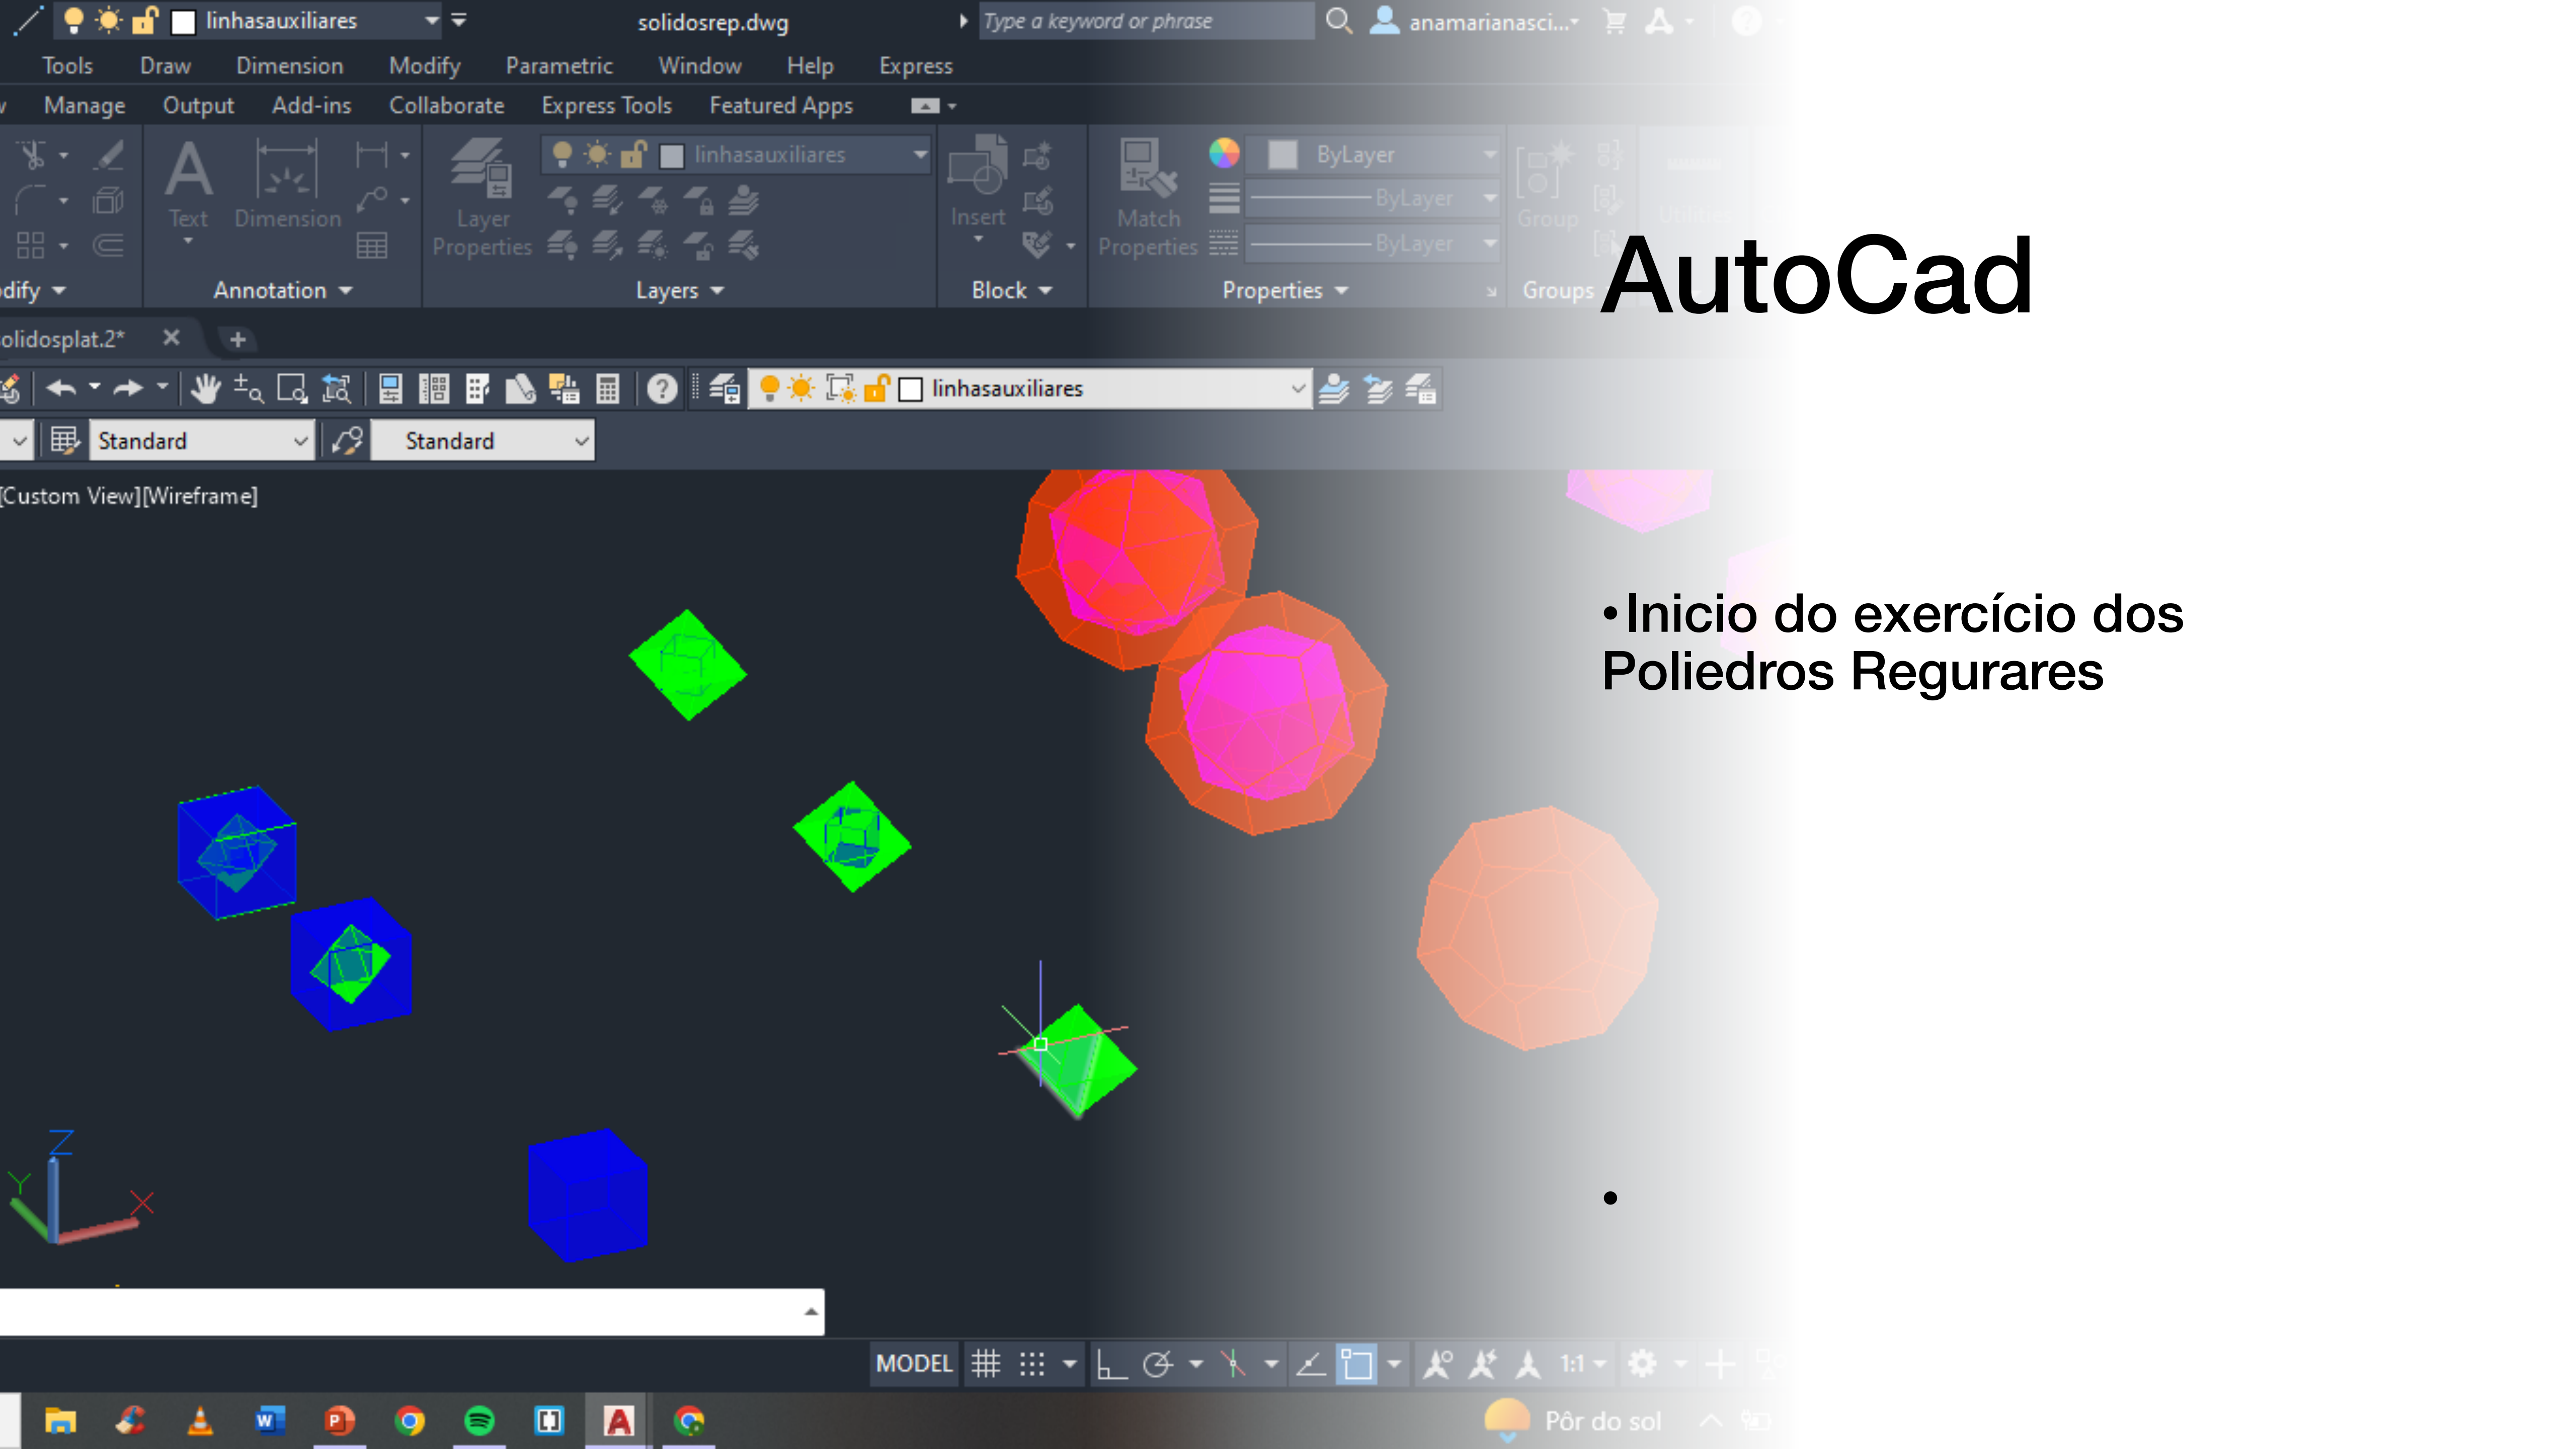 linhasauxiliares
solidosrep.dwg
Type a keyword or phrase
anamarianasci...
Tools Draw Dimension Modify Parametric Window Help Express
Manage Output Add-ins Collaborate Express Tools Featured Apps
linhasauxiliares
ByLayer
ByLayer
ByLayer
Text Dimension
Layer Properties
Insert
Match Properties
Group
Utilities
dify Annotation Layers Block Properties Groups
AutoCad
olidosplat.2*
linhasauxiliares
Standard Standard
[Custom View][Wireframe]
•Inicio do exercício dos
Poliedros Regurares
•
Z
Y
X
MODEL 1:1
Pôr do sol